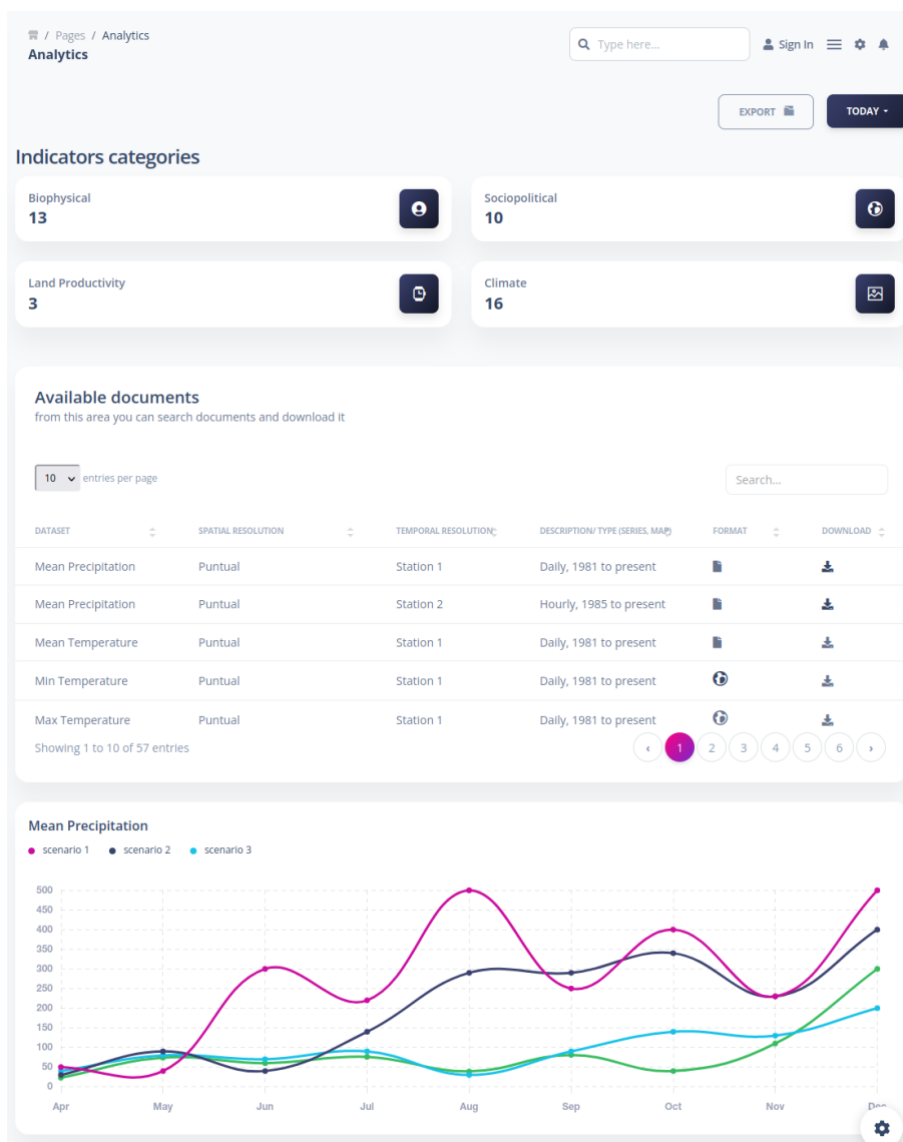 / Pages / Analytics
Analytics
Type here...
Sign In
EXPORT
TODAY
Indicators categories
Biophysical
13
Sociopolitical
10
Land Productivity
3
Climate
16
Available documents
from this area you can search documents and download it
10 entries per page
Search...
DATASET SPATIAL RESOLUTION TEMPORAL RESOLUTION DESCRIPTION/ TYPE (SERIES, MAP) FORMAT DOWNLOAD
Mean Precipitation Puntual Station 1 Daily, 1981 to present
Mean Precipitation Puntual Station 2 Hourly, 1985 to present
Mean Temperature Puntual Station 1 Daily, 1981 to present
Min Temperature Puntual Station 1 Daily, 1981 to present
Max Temperature Puntual Station 1 Daily, 1981 to present
Showing 1 to 10 of 57 entries
‹ 1 2 3 4 5 6 ›
Mean Precipitation
scenario 1 scenario 2 scenario 3
500
450
400
350
300
250
200
150
100
50
0
Apr May Jun Jul Aug Sep Oct Nov Dec